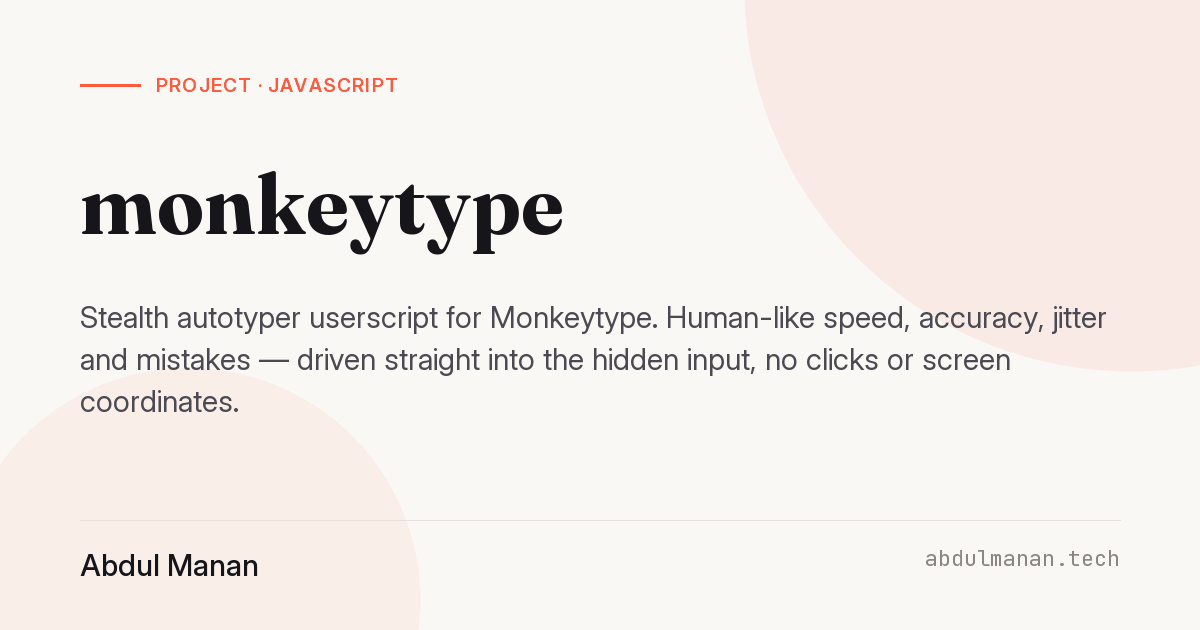 PROJECT · JAVASCRIPT
monkeytype
Stealth autotyper userscript for Monkeytype. Human-like speed, accuracy, jitter
and mistakes — driven straight into the hidden input, no clicks or screen
coordinates.
Abdul Manan
abdulmanan.tech